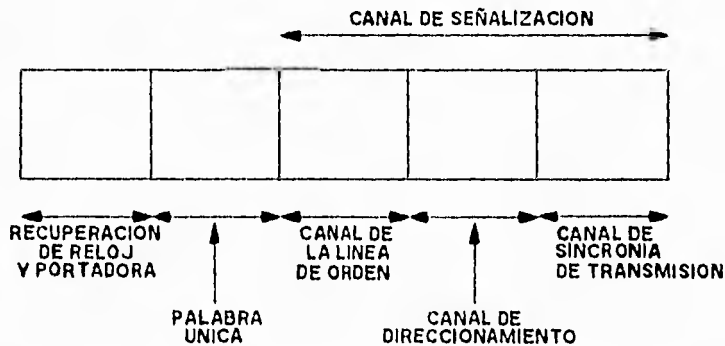 CANAL DE SEÑALIZACION
RECUPERACION
DE RELOJ
Y PORTADORA
PALABRA
UNICA
CANAL DE
LA LINEA
DE ORDEN
CANAL DE
DIRECCIONAMIENTO
CANAL DE
SINCRONIA
DE TRANSMISION